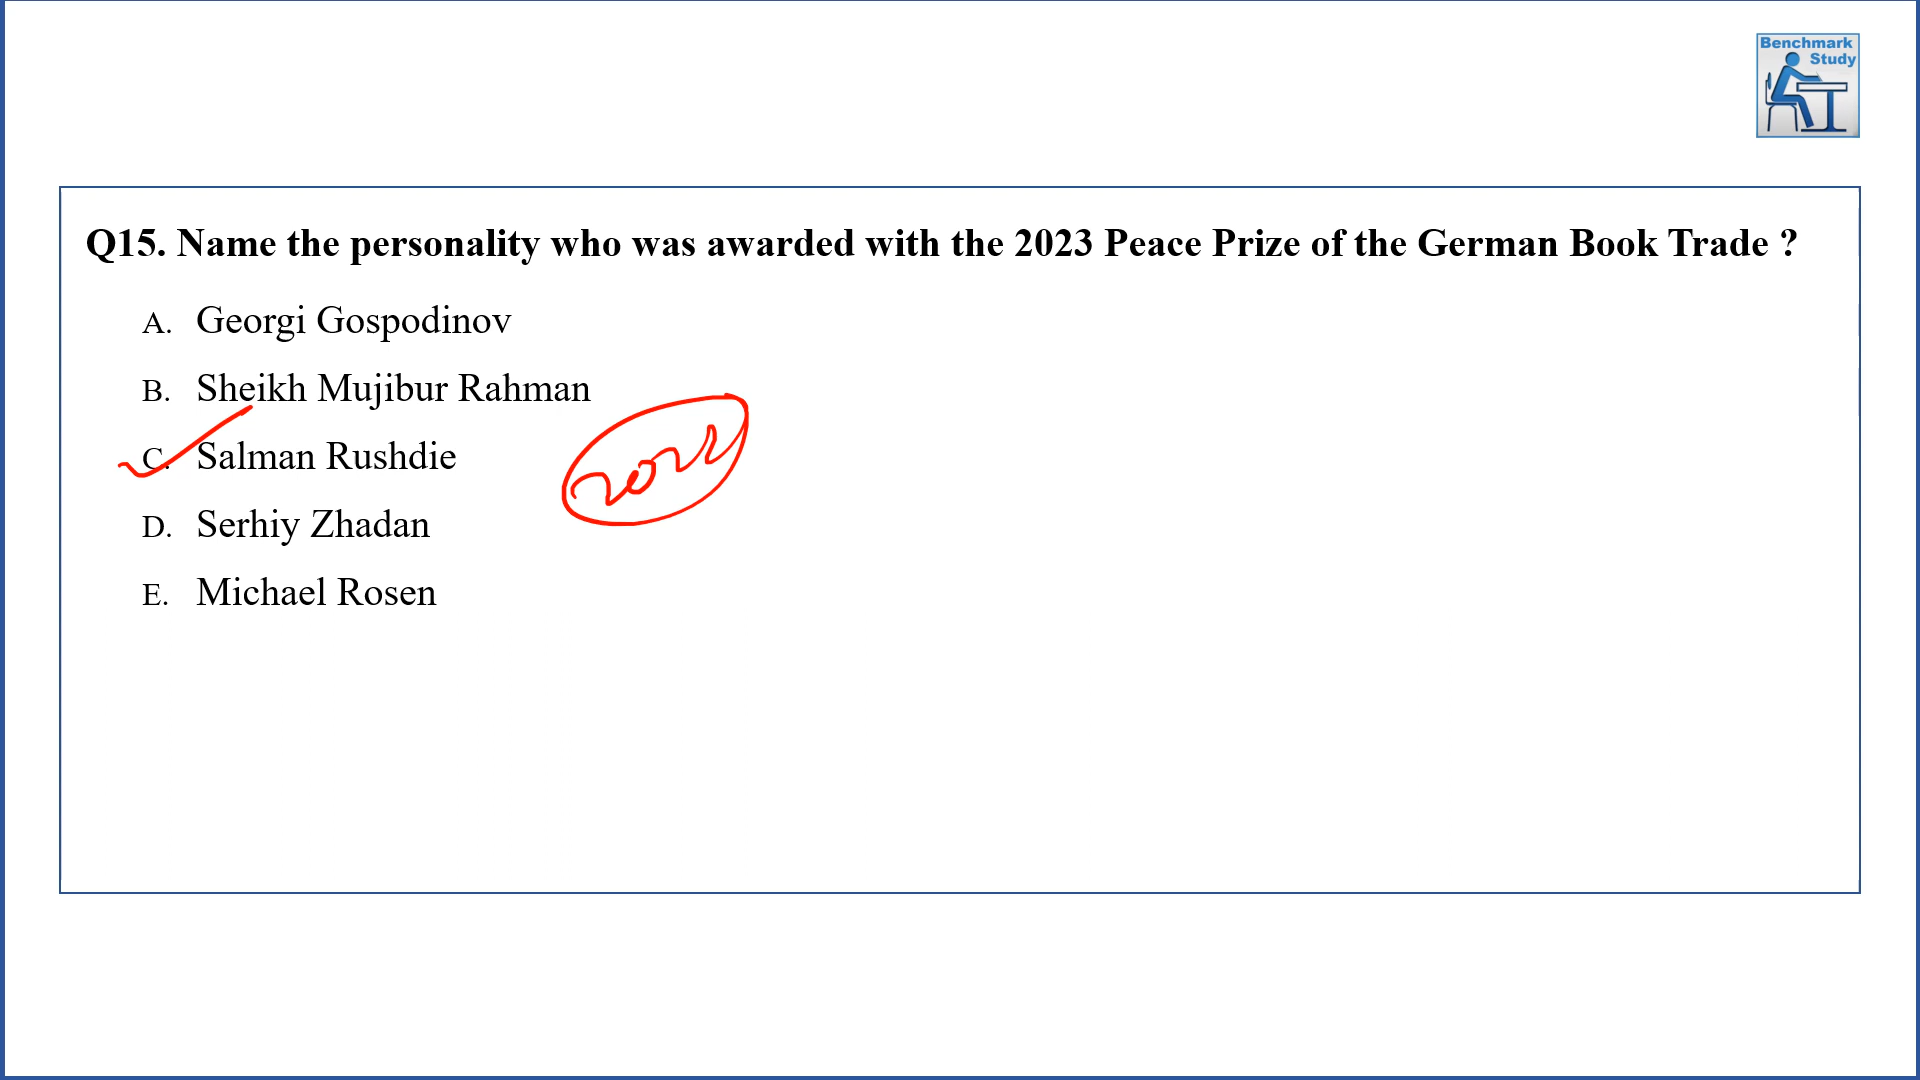 Benchmark
Study
Q15. Name the personality who was awarded with the 2023 Peace Prize of the German Book Trade ?
A. Georgi Gospodinov
B. Sheikh Mujibur Rahman
C. Salman Rushdie
2022
D. Serhiy Zhadan
E. Michael Rosen